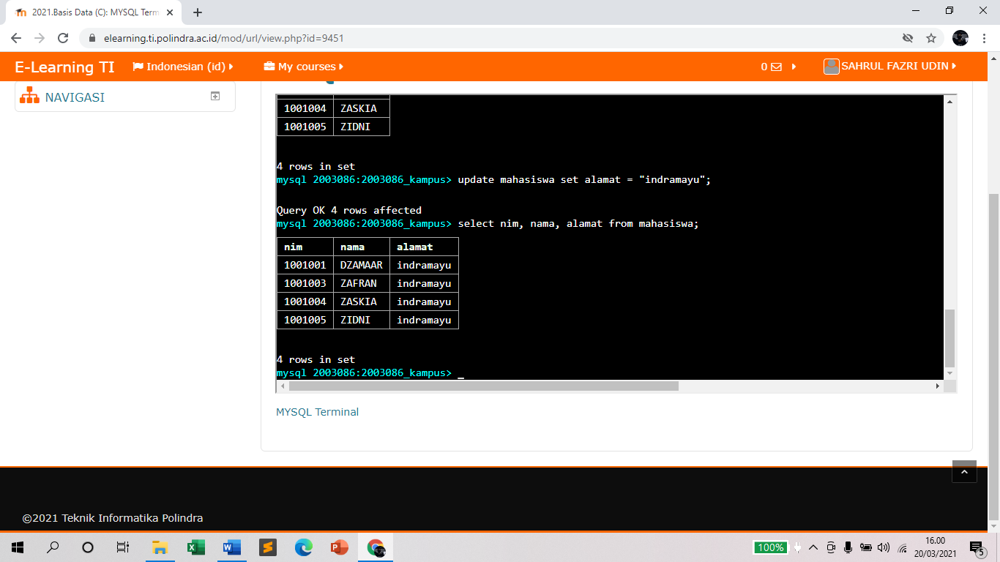 2021.Basis Data (C): MYSQL Term
elearning.ti.polindra.ac.id/mod/url/view.php?id=9451
E-Learning TI
Indonesian (id)
My courses
0
SAHRUL FAZRI UDIN
NAVIGASI
1001004 ZASKIA
1001005 ZIDNI
4 rows in set
mysql 2003086:2003086_kampus> update mahasiswa set alamat = "indramayu";
Query OK 4 rows affected
mysql 2003086:2003086_kampus> select nim, nama, alamat from mahasiswa;
nim nama alamat
1001001 DZAMAAR indramayu
1001003 ZAFRAN indramayu
1001004 ZASKIA indramayu
1001005 ZIDNI indramayu
4 rows in set
mysql 2003086:2003086_kampus> _
MYSQL Terminal
©2021 Teknik Informatika Polindra
100%
16.00
20/03/2021
5